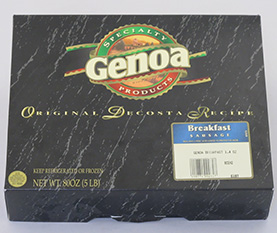 SPECIALTY
Genoa
PRODUCTS
ORIGINAL DECOSTA RECIPE
Breakfast
SAUSAGE
KEEP REFRIGERATED OR FROZEN
NET WT. 80OZ (5 LB)